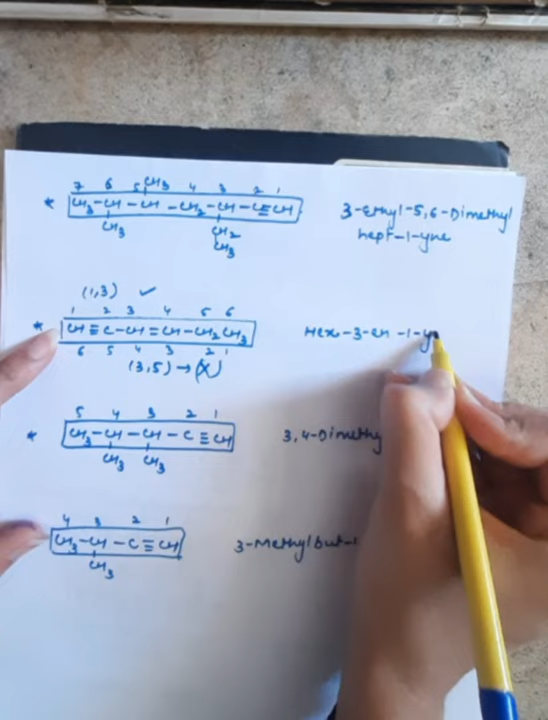 7 6 5 CH3 4 3 2 1
* CH3-CH-CH-CH2-CH-C≡CH
CH3 CH2
CH3
3-Ethyl-5,6-Dimethyl
hept-1-yne
(1,3) ✓
1 2 3 4 5 6
* CH≡C-CH=CH-CH2CH3
6 5 4 3 2 1
(3,5)→(X)
Hex-3-en-1-y
5 4 3 2 1
* CH3-CH-CH-C≡CH
CH3 CH3
3,4-Dimethy
4 3 2 1
CH3-CH-C≡CH
CH3
3-Methylbut-